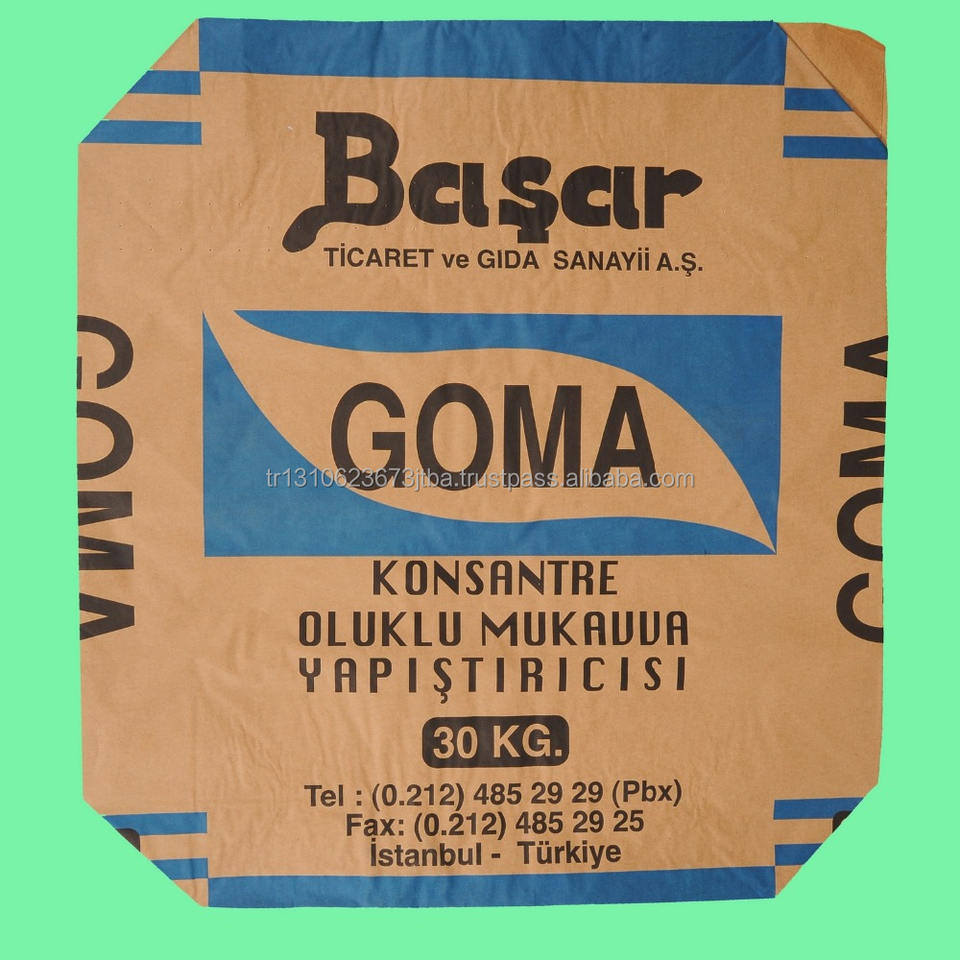 Başar
TİCARET ve GIDA SANAYİİ A.Ş.
GOMA
GOMA
GOMA
tr1310623673jtba.trustpass.alibaba.com
KONSANTRE
OLUKLU MUKAVVA
YAPIŞTIRICISI
30 KG.
Tel : (0.212) 485 29 29 (Pbx)
Fax: (0.212) 485 29 25
İstanbul - Türkiye